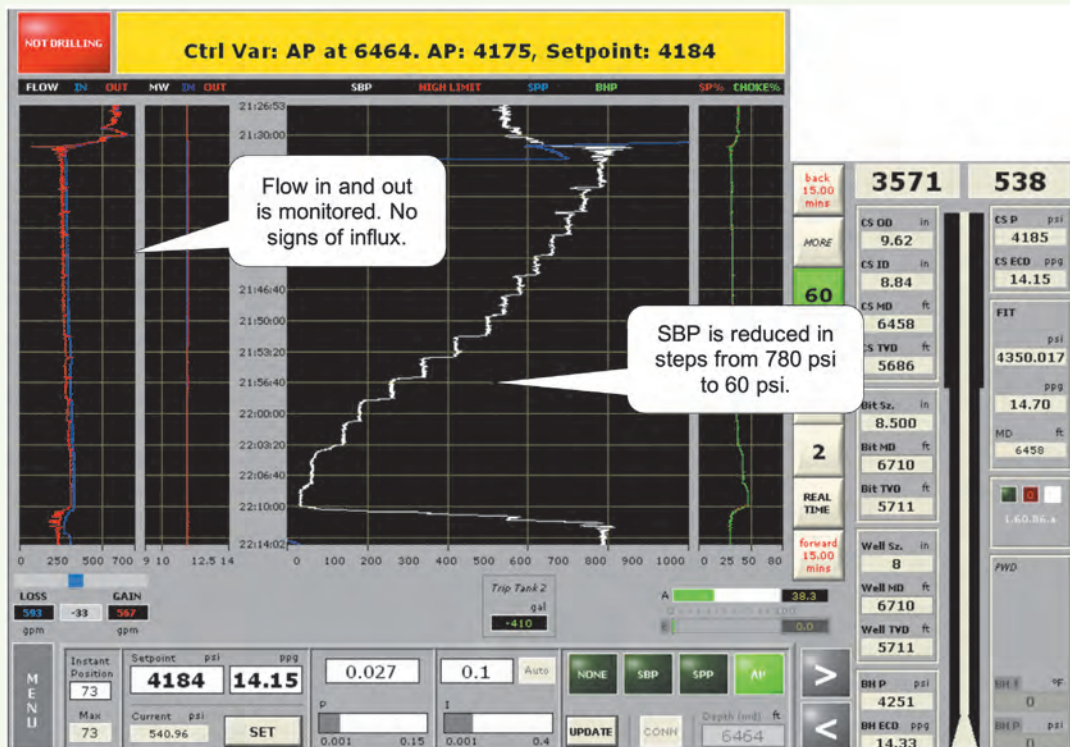 NOT DRILLING
Ctrl Var: AP at 6464. AP: 4175, Setpoint: 4184
FLOW IN OUT MW IN OUT SBP HIGH LIMIT SPP BHP SP% CHOKE%
21:26:53
21:30:00
21:46:40
21:50:00
21:53:20
21:56:40
22:00:00
22:03:20
22:06:40
22:10:00
22:14:02
Flow in and out
is monitored. No
signs of influx.
SBP is reduced in
steps from 780 psi
to 60 psi.
0 250 500 700 9 10 12.5 14 0 100 200 300 400 500 600 700 800 900 1000 0 25 50 80
back
15.00
mins
MORE
60
2
REAL
TIME
forward
15.00
mins
3571 538
CS OD in
9.62
CS ID in
8.84
CS MD ft
6458
CS TVD ft
5686
Bit Sz. in
8.500
Bit MD ft
6710
Bit TVD ft
5711
Well Sz. in
8
Well MD ft
6710
Well TVD ft
5711
BH P psi
4251
BH ECD ppg
14.33
CS P psi
4185
CS ECD ppg
14.15
FIT
psi
4350.017
ppg
14.70
MD ft
6458
0
1.60.86.a
PWD
BH T °F
0
BH P psi
0
LOSS GAIN
593 -33 567
gpm gpm
Trip Tank 2
gal
-410
A 38.3
0 100
0.0
MENU
Instant
Position
73
Max
73
Setpoint psi ppg
4184 14.15
Current psi
540.96 SET
0.027
P
0.001 0.15
0.1 Auto
I
0.001 0.4
NONE SBP SPP AP
UPDATE CONN Depth (md) ft
6464
>
<